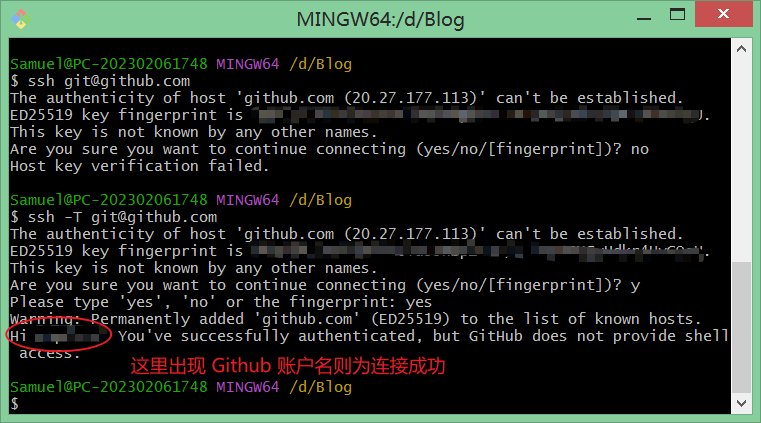 MINGW64:/d/Blog
Samuel@PC-202302061748 MINGW64 /d/Blog
$ ssh git@github.com
The authenticity of host 'github.com (20.27.177.113)' can't be established.
ED25519 key fingerprint is
This key is not known by any other names.
Are you sure you want to continue connecting (yes/no/[fingerprint])? no
Host key verification failed.
Samuel@PC-202302061748 MINGW64 /d/Blog
$ ssh -T git@github.com
The authenticity of host 'github.com (20.27.177.113)' can't be established.
ED25519 key fingerprint is
This key is not known by any other names.
Are you sure you want to continue connecting (yes/no/[fingerprint])? y
Please type 'yes', 'no' or the fingerprint: yes
Warning: Permanently added 'github.com' (ED25519) to the list of known hosts.
Hi You've successfully authenticated, but GitHub does not provide shell
access.
这里出现 Github 账户名则为连接成功
Samuel@PC-202302061748 MINGW64 /d/Blog
$